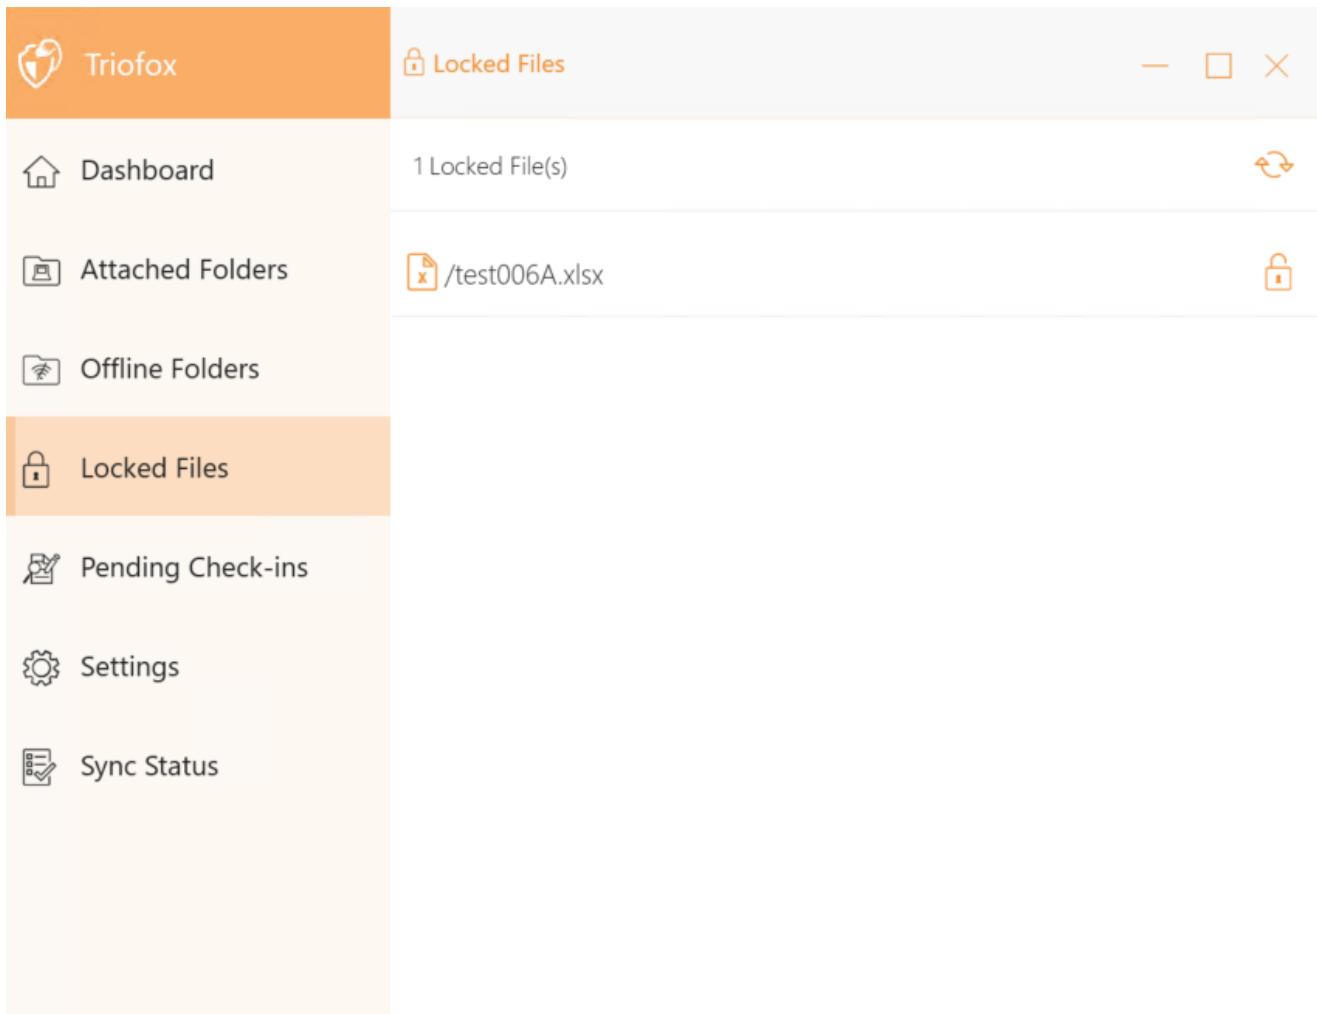 Triofox
Dashboard
Attached Folders
Offline Folders
Locked Files
Pending Check-ins
Settings
Sync Status
Locked Files
1 Locked File(s)
/test006A.xlsx